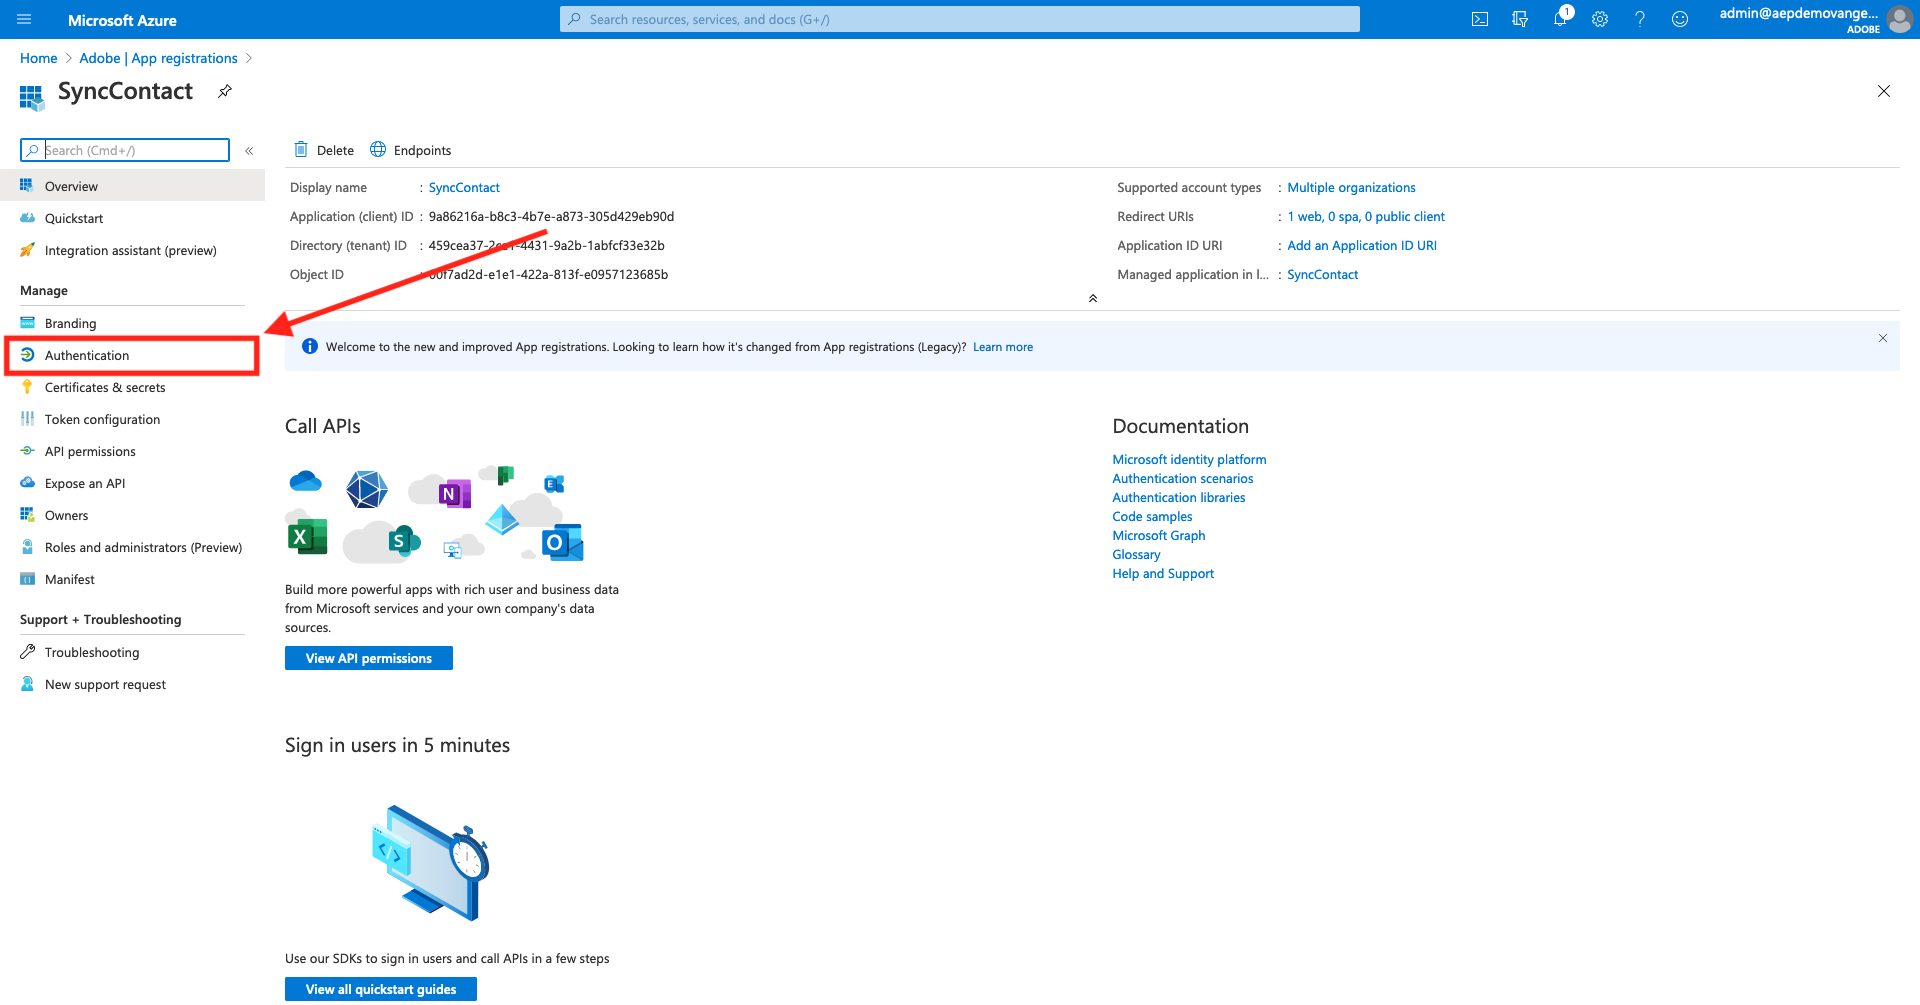 Microsoft Azure
Search resources, services, and docs (G+/)
1
admin@aepdemovange...
ADOBE
Home > Adobe | App registrations >
SyncContact
Search (Cmd+/)
«
Overview
Quickstart
Integration assistant (preview)
Manage
Branding
Authentication
Certificates & secrets
Token configuration
API permissions
Expose an API
Owners
Roles and administrators (Preview)
Manifest
Support + Troubleshooting
Troubleshooting
New support request
Delete
Endpoints
Display name : SyncContact
Application (client) ID : 9a86216a-b8c3-4b7e-a873-305d429eb90d
Directory (tenant) ID : 459cea37- -4431-9a2b-1abfcf33e32b
Object ID : 00f7ad2d-e1e1-422a-813f-e0957123685b
Supported account types : Multiple organizations
Redirect URIs : 1 web, 0 spa, 0 public client
Application ID URI : Add an Application ID URI
Managed application in l... : SyncContact
Welcome to the new and improved App registrations. Looking to learn how it's changed from App registrations (Legacy)? Learn more
Call APIs
N
E
X
S
O
Build more powerful apps with rich user and business data
from Microsoft services and your own company's data
sources.
View API permissions
Documentation
Microsoft identity platform
Authentication scenarios
Authentication libraries
Code samples
Microsoft Graph
Glossary
Help and Support
Sign in users in 5 minutes
</>
Use our SDKs to sign in users and call APIs in a few steps
View all quickstart guides